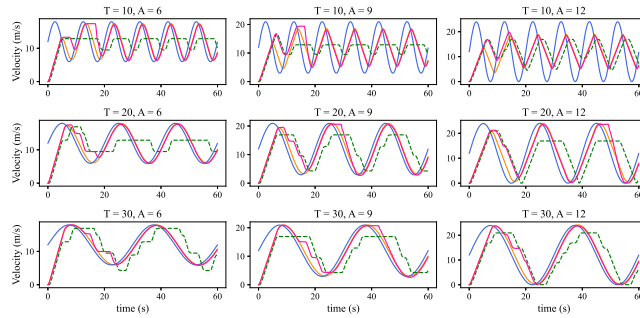 T = 10, A = 6
T = 10, A = 9
T = 10, A = 12
Velocity (m/s)
10
0
0 20 40 60
20
10
0
0 20 40 60
20
10
0
0 20 40 60
T = 20, A = 6
T = 20, A = 9
T = 20, A = 12
Velocity (m/s)
10
0
0 20 40 60
20
10
0
0 20 40 60
20
10
0
0 20 40 60
T = 30, A = 6
T = 30, A = 9
T = 30, A = 12
Velocity (m/s)
10
0
0 20 40 60
20
10
0
0 20 40 60
20
10
0
0 20 40 60
time (s)
time (s)
time (s)